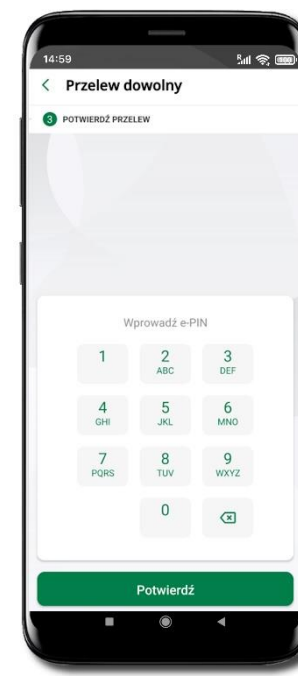 14:59
Przelew dowolny
3 POTWIERDŹ PRZELEW
Wprowadź e-PIN
1 2 3
ABC DEF
4 5 6
GHI JKL MNO
7 8 9
PQRS TUV WXYZ
0
Potwierdź